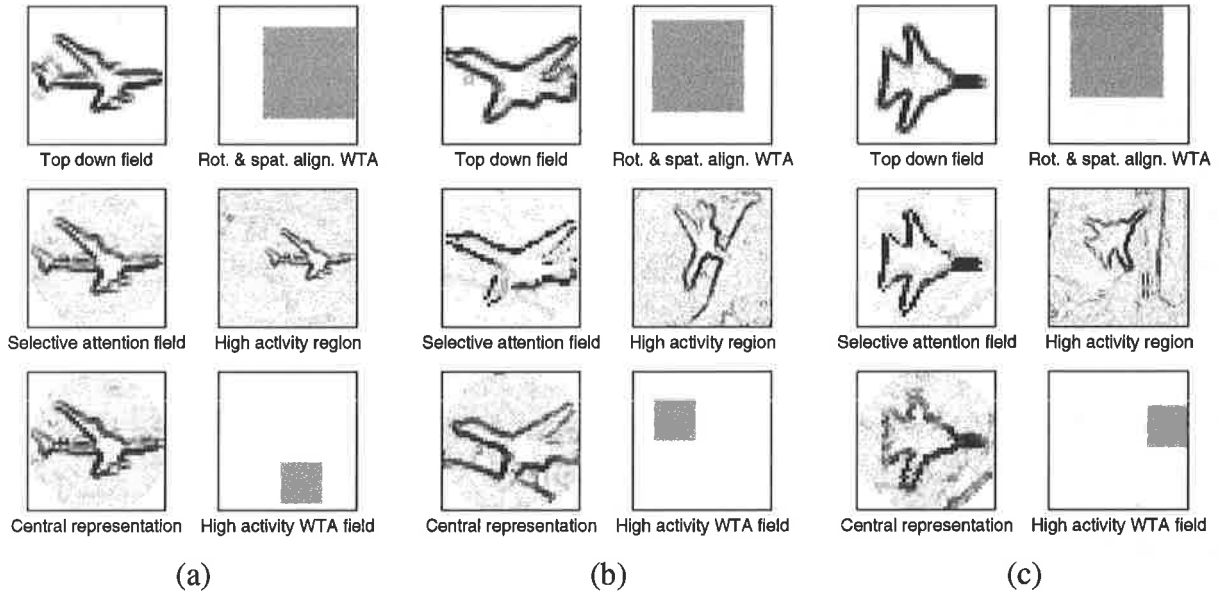 Top down field Rot. & spat. align. WTA Top down field Rot. & spat. align. WTA Top down field Rot. & spat. align. WTA
Selective attention field High activity region Selective attention field High activity region Selective attention field High activity region
Central representation High activity WTA field Central representation High activity WTA field Central representation High activity WTA field
(a) (b) (c)